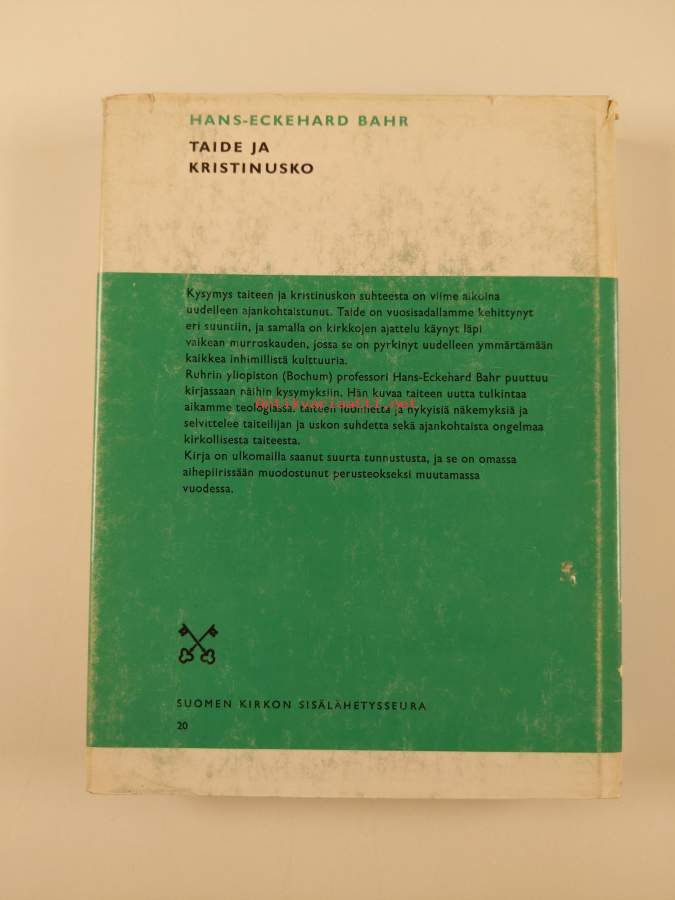 HANS-ECKEHARD BAHR
TAIDE JA
KRISTINUSKO
Kysymys taiteen ja kristinuskon suhteesta on viime aikoina
uudelleen ajankohtaistunut. Taide on vuosisadallamme kehittynyt
eri suuntiin, ja samalla on kirkkojen ajattelu käynyt läpi
vaikean murroskauden, jossa se on pyrkinyt uudelleen ymmärtämään
kaikkea inhimillistä kulttuuria.
Ruhrin yliopiston (Bochum) professori Hans-Eckehard Bahr puuttuu
kirjassaan näihin kysymyksiin. Hän kuvaa taiteen uutta tulkintaa
antikvariaatti.net
aikamme teologiassa, taiteen luonnetta ja nykyisiä näkemyksiä ja
selvittelee taiteilijan ja uskon suhdetta sekä ajankohtaista ongelmaa
kirkollisesta taiteesta.
Kirja on ulkomailla saanut suurta tunnustusta, ja se on omassa
aihepiirissään muodostunut perusteokseksi muutamassa
vuodessa.
SUOMEN KIRKON SISÄLÄHETYSSEURA
20